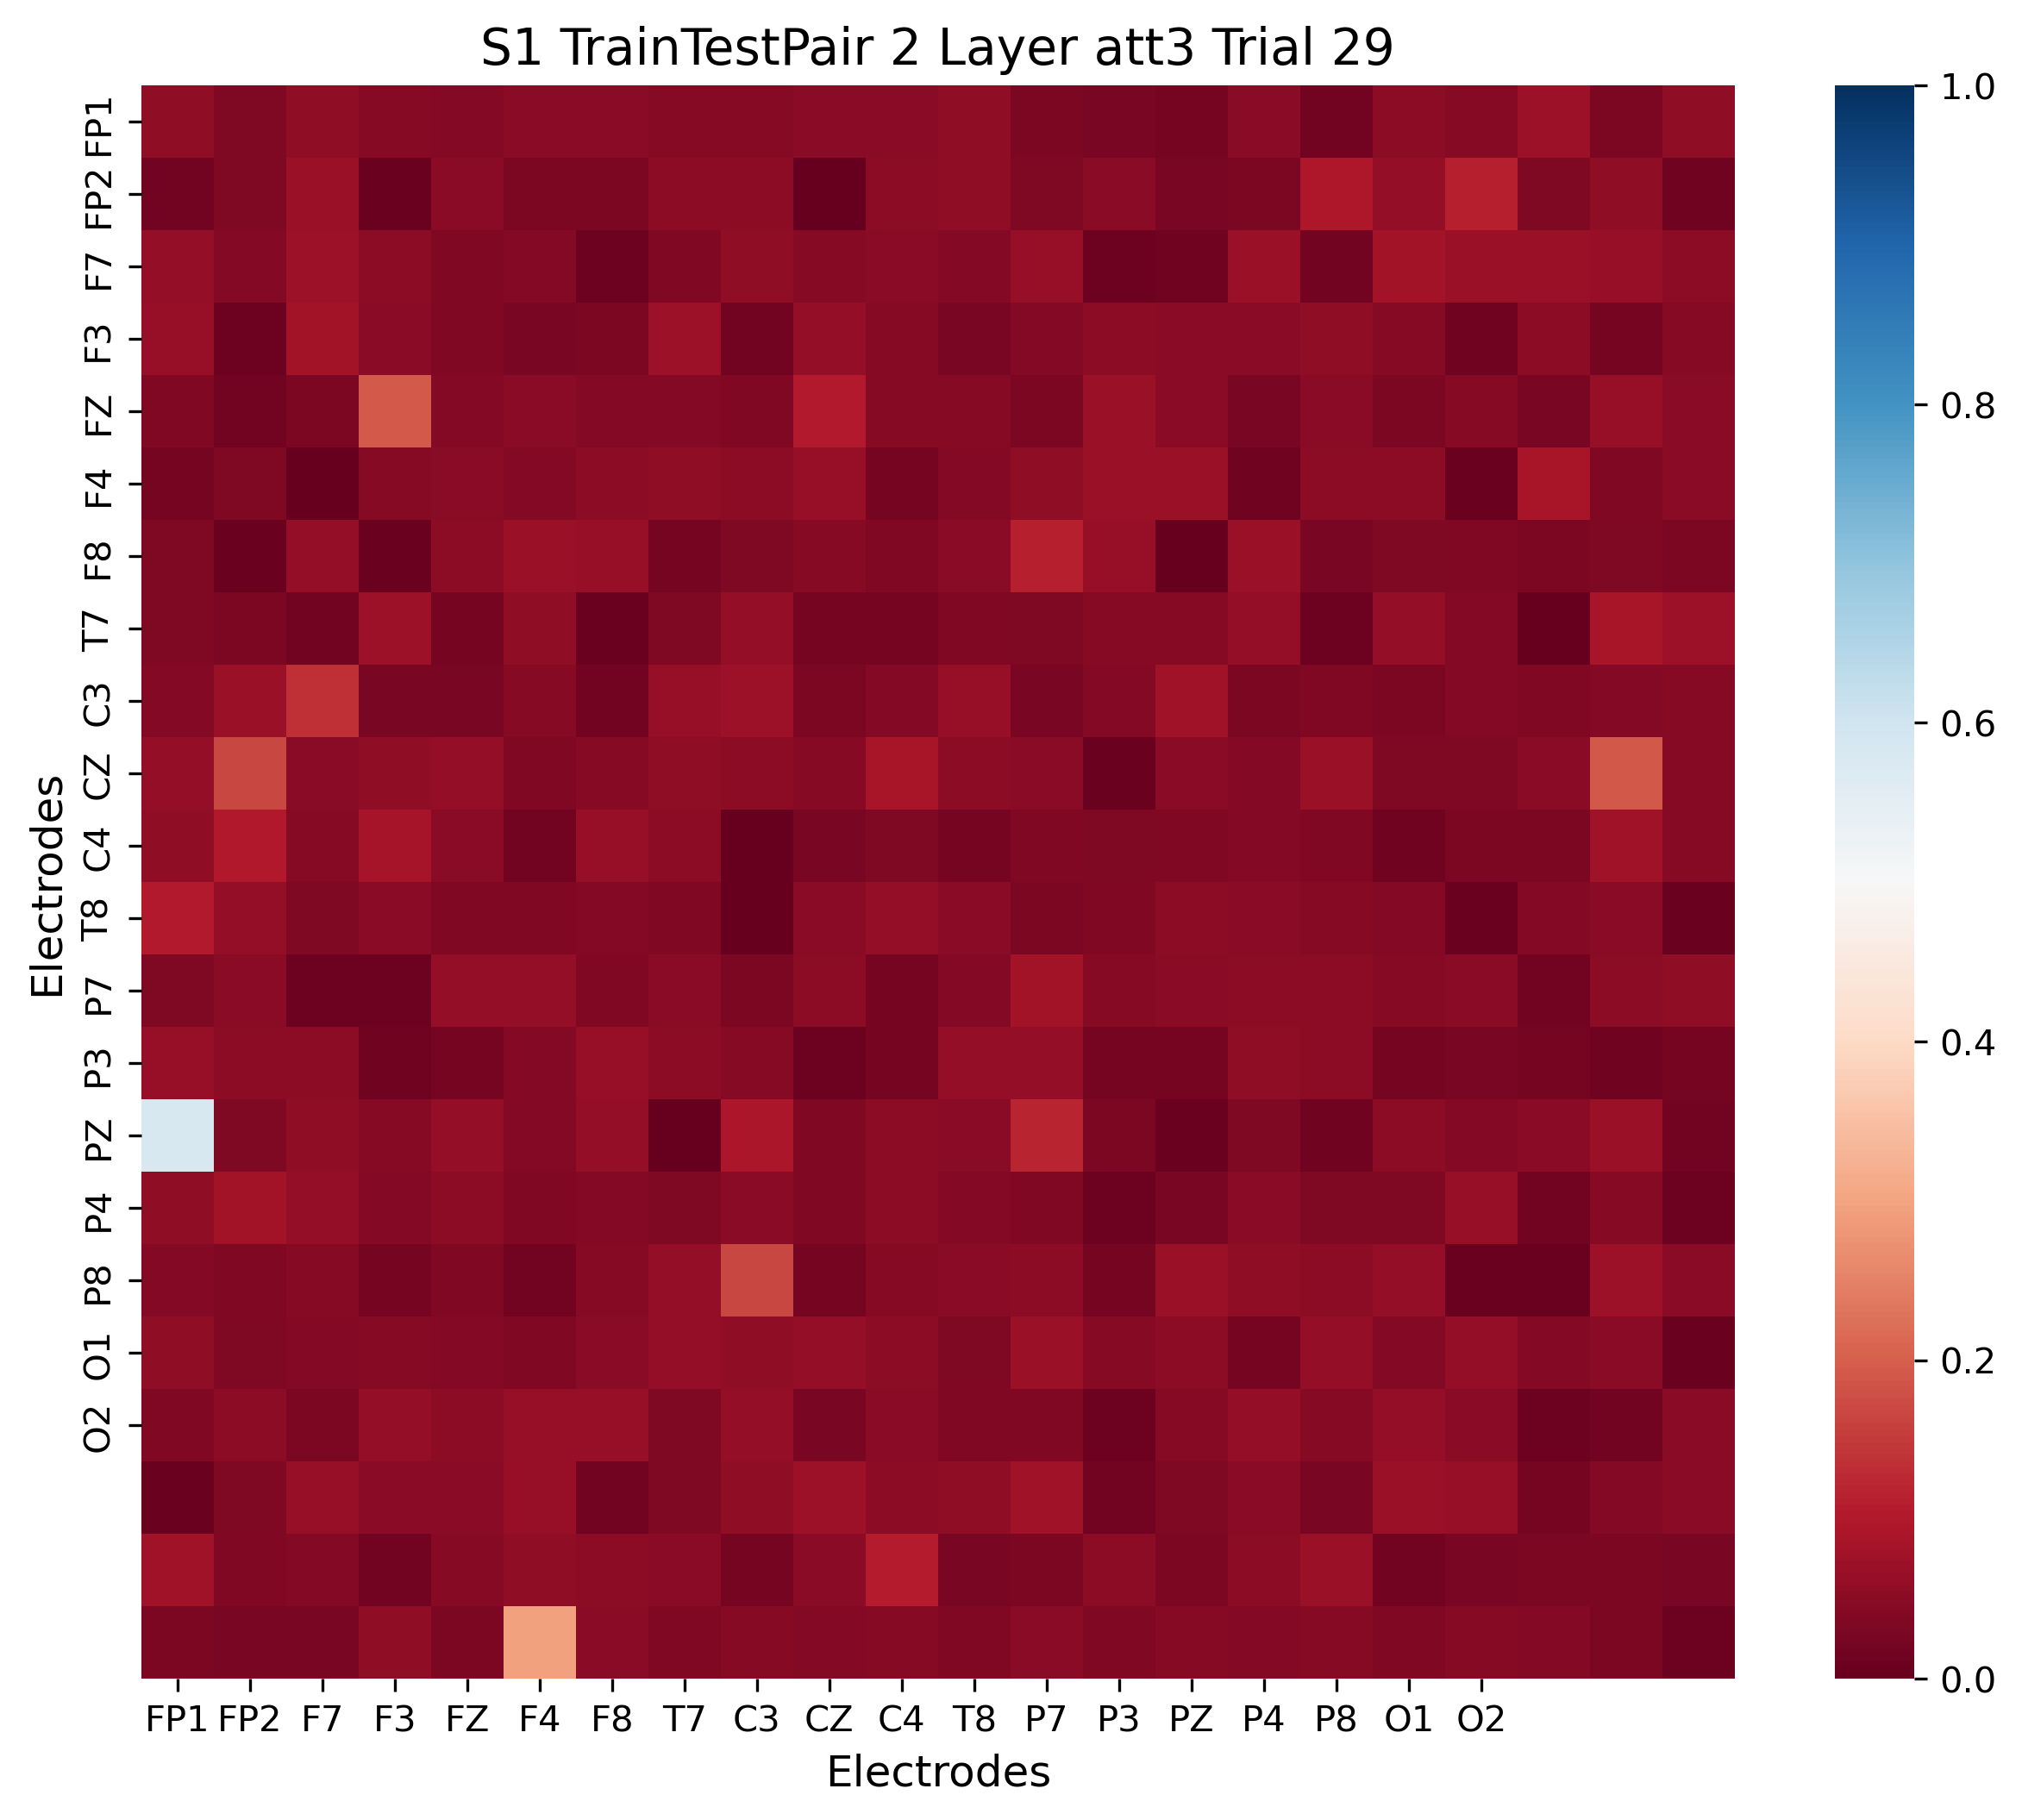 S1 TrainTestPair 2 Layer att3 Trial 29
Electrodes
FP1
FP2
F7
F3
FZ
F4
F8
T7
C3
CZ
C4
T8
P7
P3
PZ
P4
P8
O1
O2
FP1 FP2 F7 F3 FZ F4 F8 T7 C3 CZ C4 T8 P7 P3 PZ P4 P8 O1 O2
Electrodes
1.0
0.8
0.6
0.4
0.2
0.0